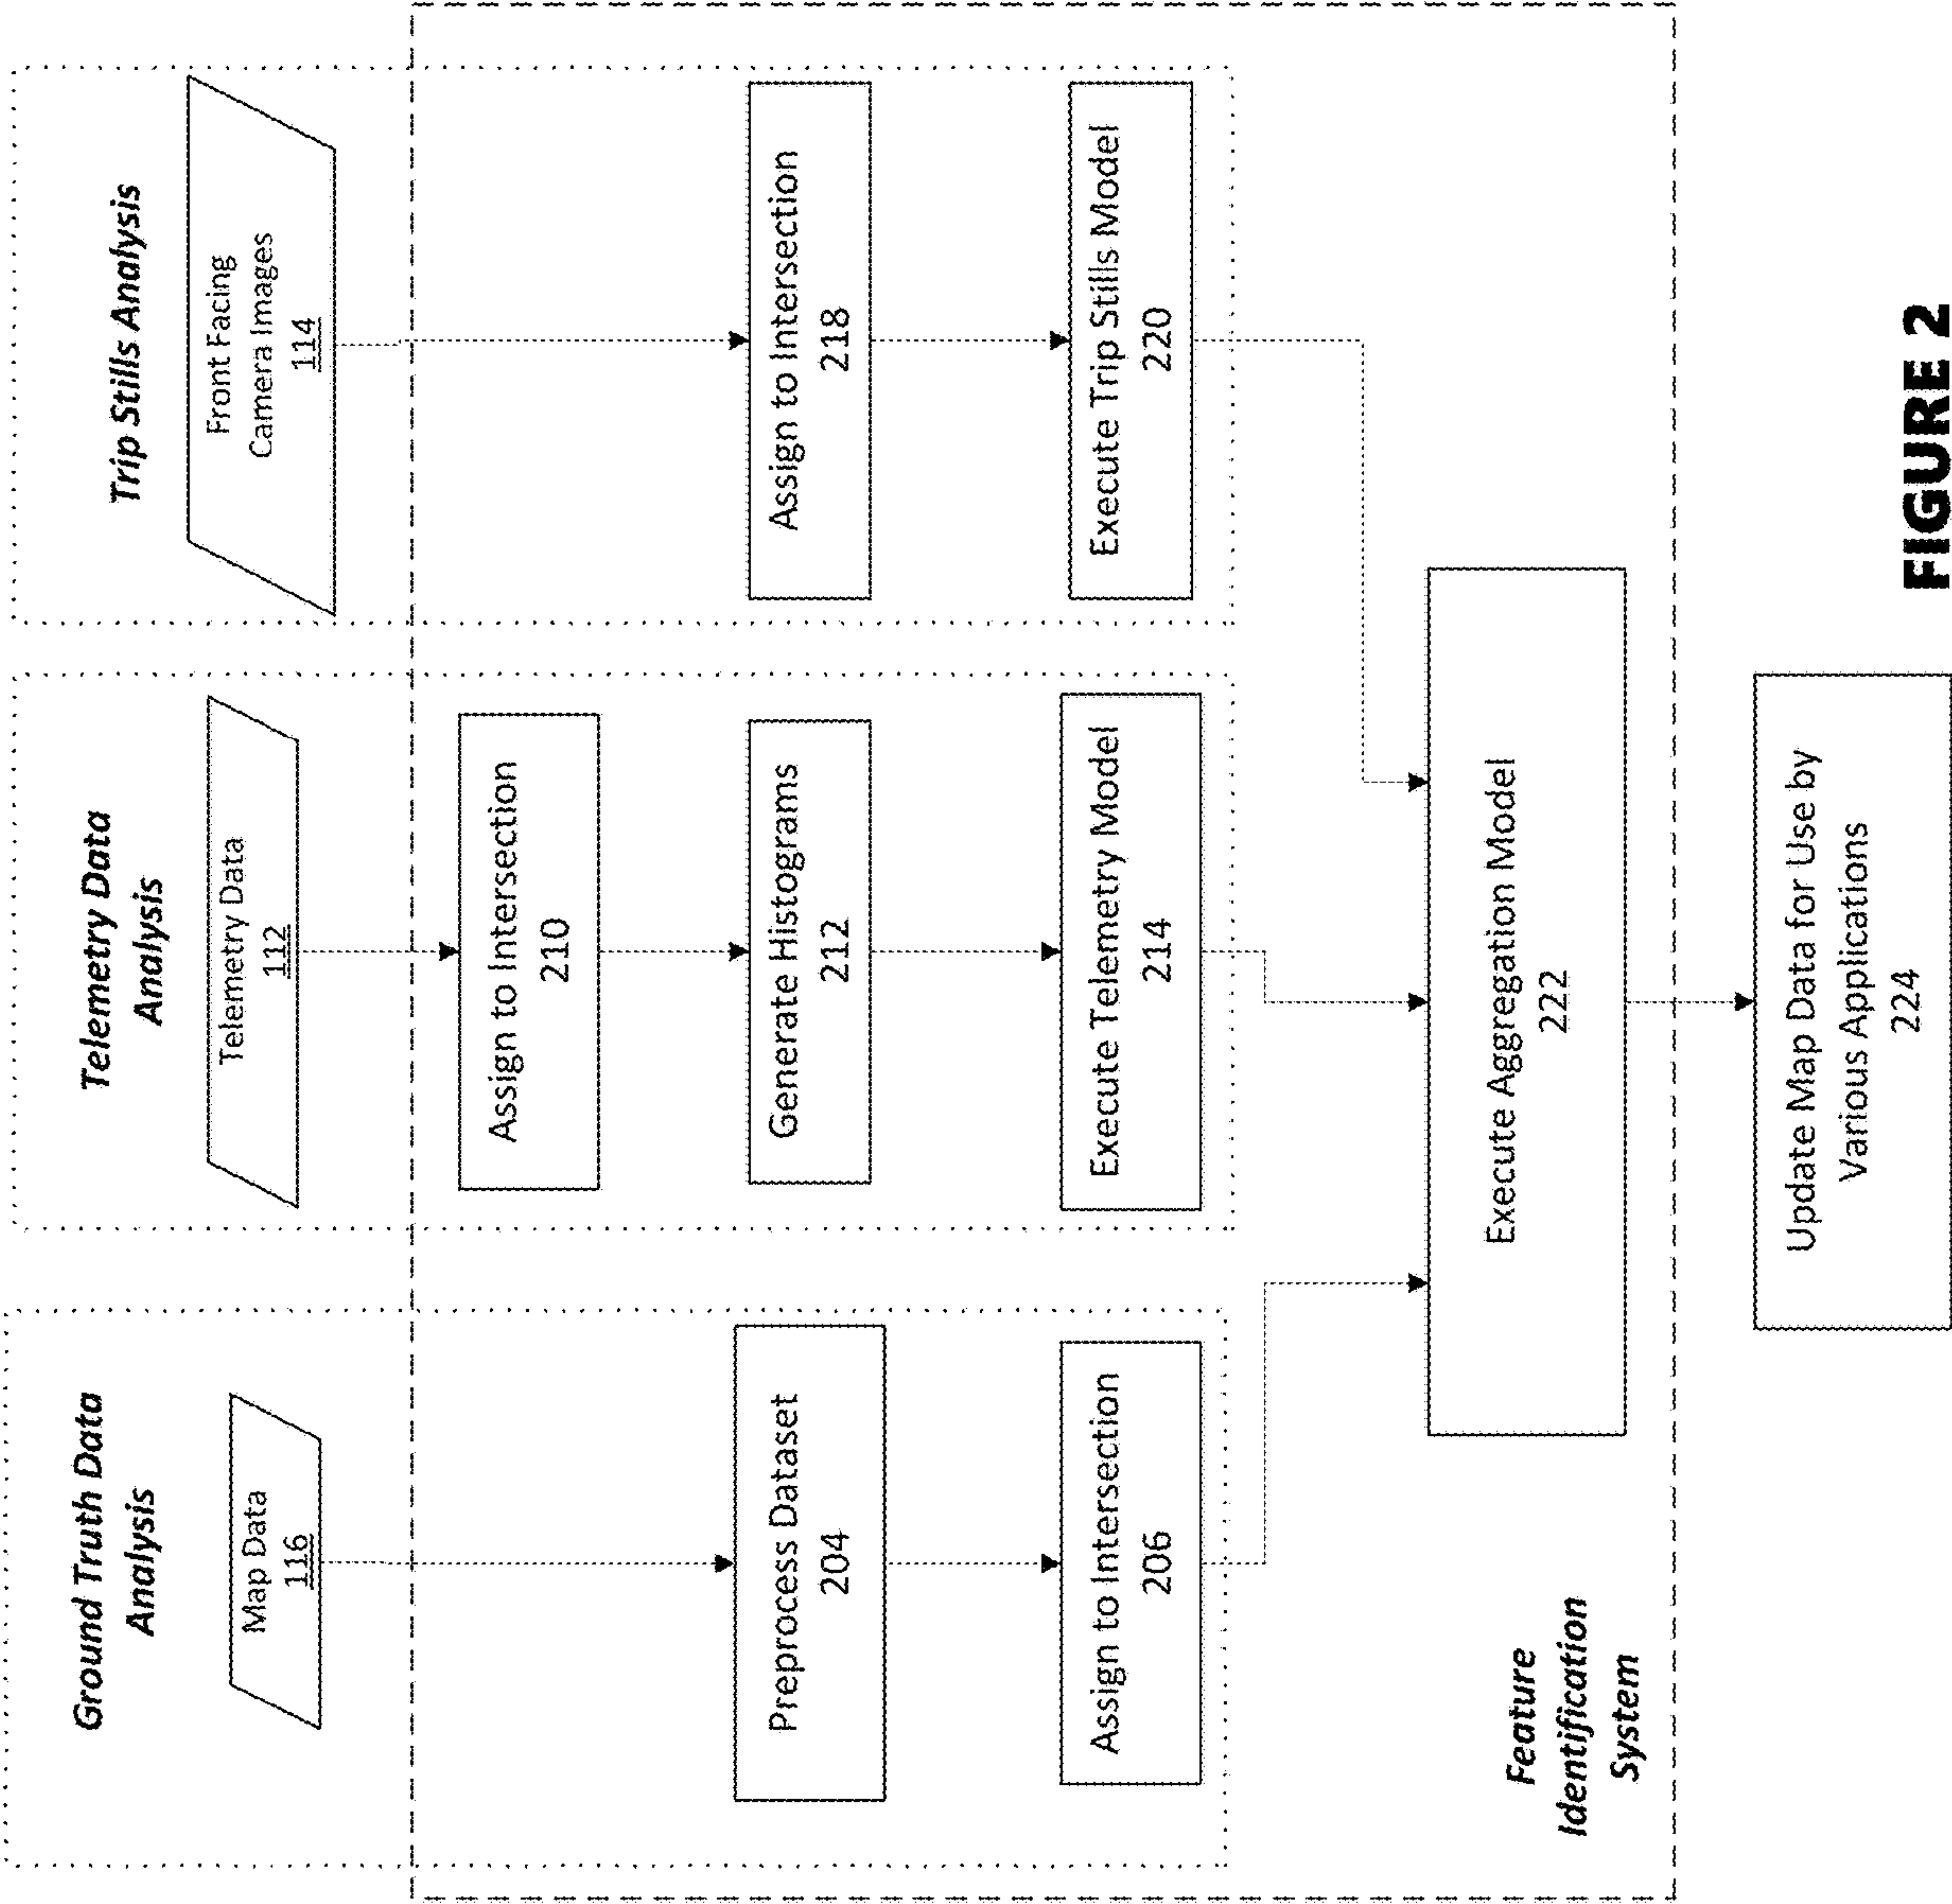 Ground Truth Data
Analysis
Map Data
116
Preprocess Dataset
204
Assign to Intersection
206
Telemetry Data
Analysis
Telemetry Data
112
Assign to Intersection
210
Generate Histograms
212
Execute Telemetry Model
214
Trip Stills Analysis
Front Facing
Camera Images
114
Assign to Intersection
218
Execute Trip Stills Model
220
Execute Aggregation Model
222
Feature
Identification
System
Update Map Data for Use by
Various Applications
224
FIGURE 2